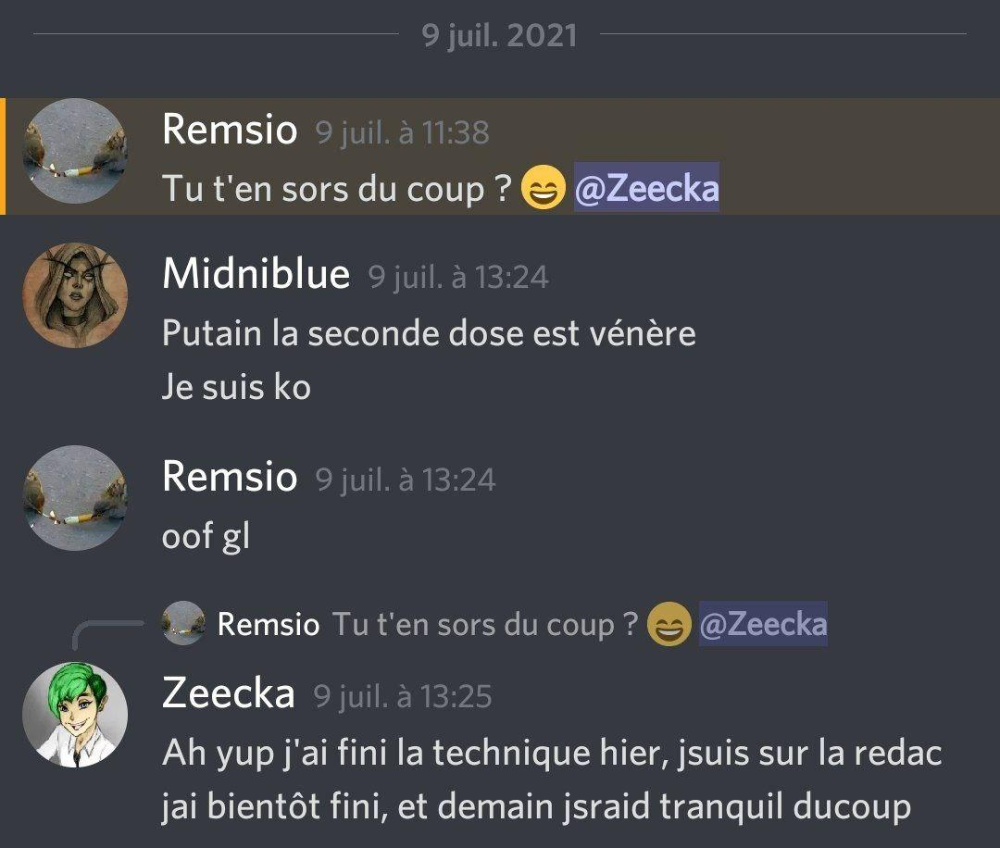 9 juil. 2021
Remsio 9 juil. à 11:38
Tu t'en sors du coup ? 😄 @Zeecka
Midniblue 9 juil. à 13:24
Putain la seconde dose est vénère
Je suis ko
Remsio 9 juil. à 13:24
oof gl
Remsio Tu t'en sors du coup ? 😄 @Zeecka
Zeecka 9 juil. à 13:25
Ah yup j'ai fini la technique hier, jsuis sur la redac
jai bientôt fini, et demain jsraid tranquil ducoup